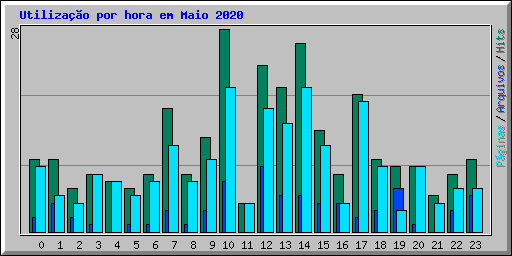 Utilização por hora em Maio 2020
28
Páginas / Arquivos / Hits
0 1 2 3 4 5 6 7 8 9 10 11 12 13 14 15 16 17 18 19 20 21 22 23